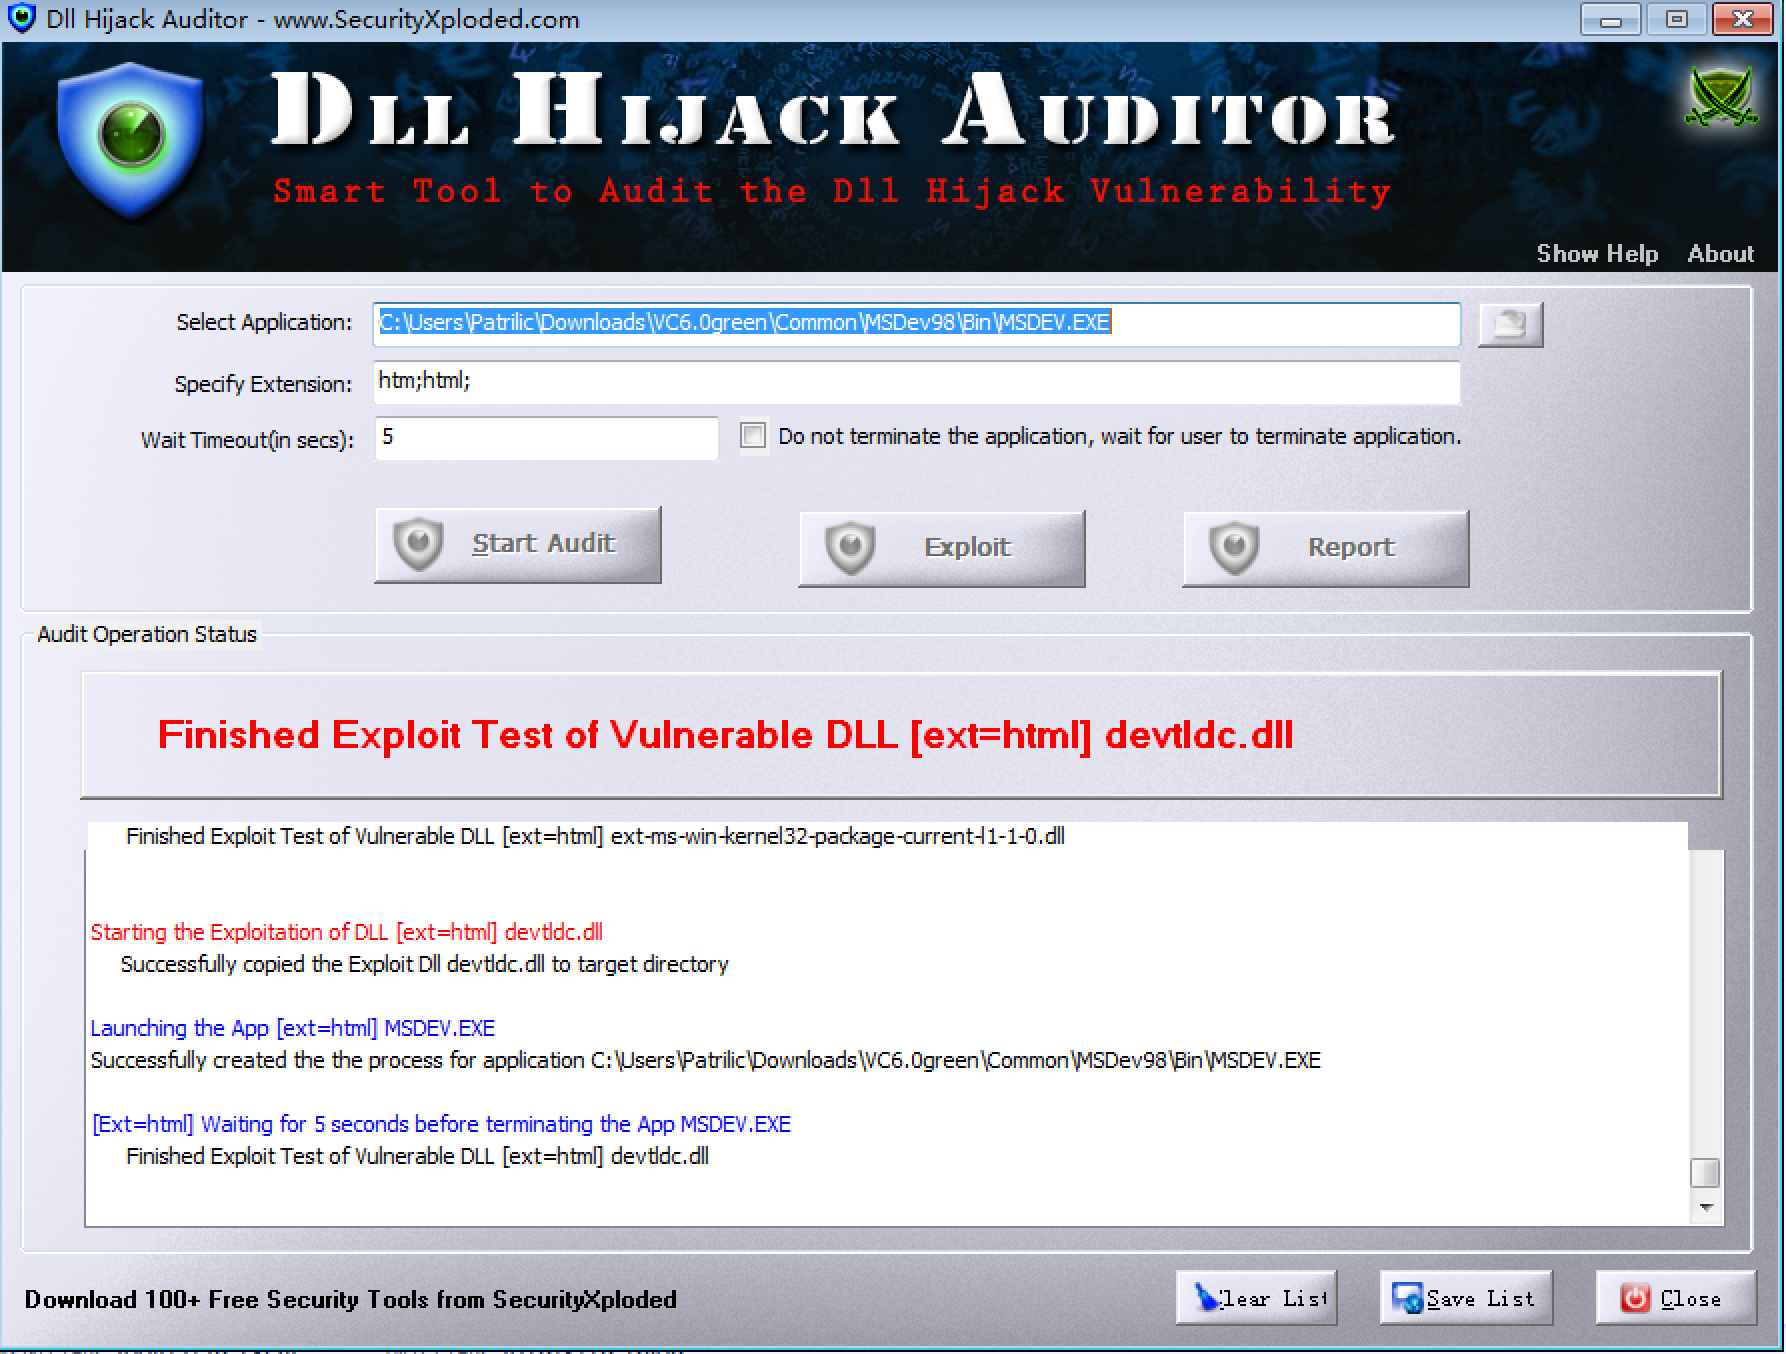 Dll Hijack Auditor - www.SecurityXploded.com
Dll Hijack Auditor
Smart Tool to Audit the Dll Hijack Vulnerability
Show Help About
Select Application: C:\Users\Patrilic\Downloads\VC6.0green\Common\MSDev98\Bin\MSDEV.EXE
Specify Extension: htm;html;
Wait Timeout(in secs): 5 Do not terminate the application, wait for user to terminate application.
Start Audit Exploit Report
Audit Operation Status
Finished Exploit Test of Vulnerable DLL [ext=html] devtldc.dll
Finished Exploit Test of Vulnerable DLL [ext=html] ext-ms-win-kernel32-package-current-l1-1-0.dll
Starting the Exploitation of DLL [ext=html] devtldc.dll
Successfully copied the Exploit Dll devtldc.dll to target directory
Launching the App [ext=html] MSDEV.EXE
Successfully created the the process for application C:\Users\Patrilic\Downloads\VC6.0green\Common\MSDev98\Bin\MSDEV.EXE
[Ext=html] Waiting for 5 seconds before terminating the App MSDEV.EXE
Finished Exploit Test of Vulnerable DLL [ext=html] devtldc.dll
Download 100+ Free Security Tools from SecurityXploded
Clear List Save List Close